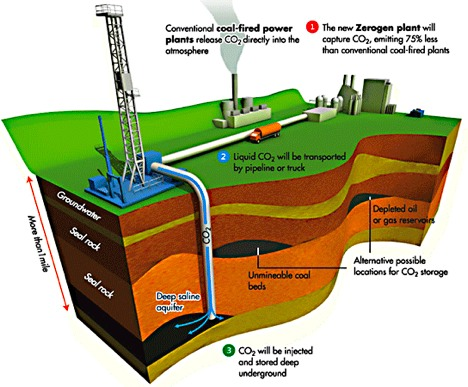 Conventional coal-fired power
plants release CO₂ directly into the
atmosphere
1 The new Zerogen plant will
capture CO₂, emitting 75% less
than conventional coal-fired plants
2 Liquid CO₂ will be transported
by pipeline or truck
Groundwater
Seal rock
Seal rock
More than 1 mile
CO₂
Deep saline
aquifer
Unmineable coal
beds
Depleted oil
or gas reservoirs
Alternative possible
locations for CO₂ storage
3 CO₂ will be injected
and stored deep
underground